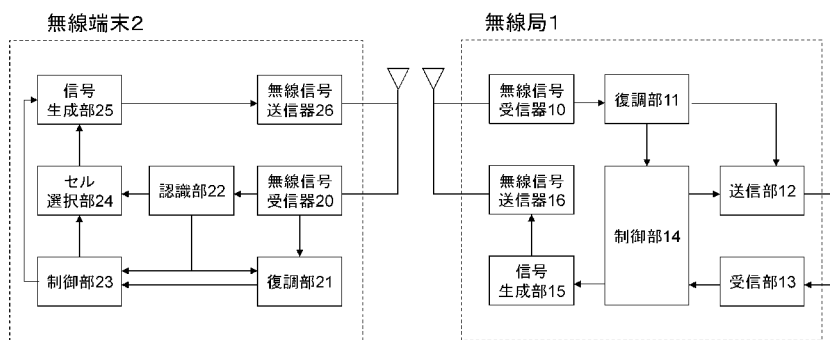 無線端末2
無線局1
信号
生成部25
無線信号
送信器26
セル
選択部24
認識部22
無線信号
受信器20
制御部23
復調部21
無線信号
受信器10
復調部11
無線信号
送信器16
制御部14
送信部12
信号
生成部15
受信部13